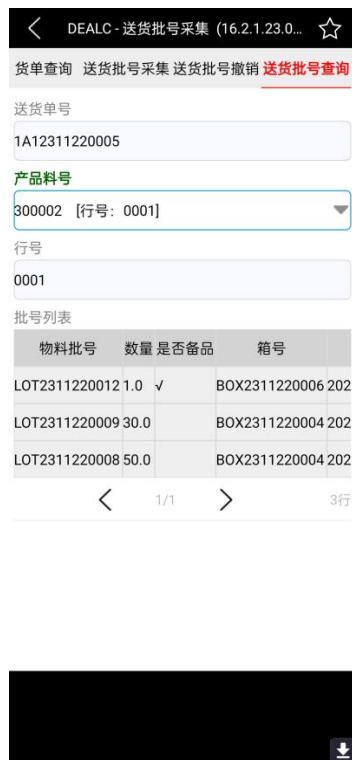 DEALC - 送货批号采集 (16.2.1.23.0...
货单查询 送货批号采集 送货批号撤销 送货批号查询
送货单号
1A12311220005
产品料号
300002 [行号: 0001]
行号
0001
批号列表
物料批号 数量 是否备品 箱号
LOT2311220012 1.0 √ BOX2311220006 202
LOT2311220009 30.0 BOX2311220004 202
LOT2311220008 50.0 BOX2311220004 202
1/1 3行